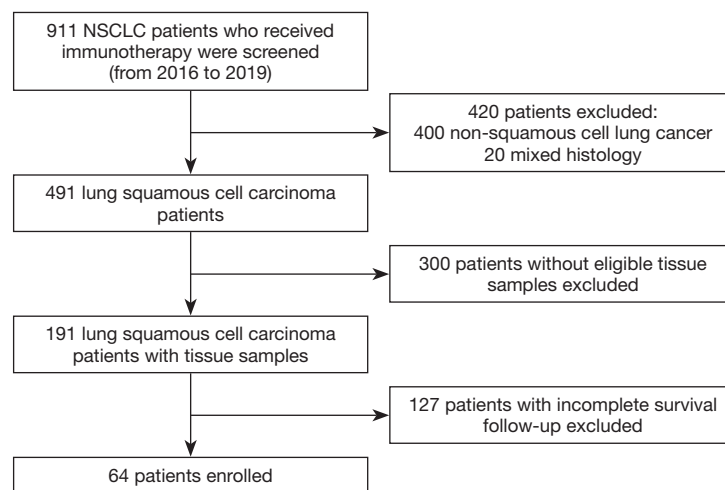 911 NSCLC patients who received
immunotherapy were screened
(from 2016 to 2019)
420 patients excluded:
400 non-squamous cell lung cancer
20 mixed histology
491 lung squamous cell carcinoma
patients
300 patients without eligible tissue
samples excluded
191 lung squamous cell carcinoma
patients with tissue samples
127 patients with incomplete survival
follow-up excluded
64 patients enrolled